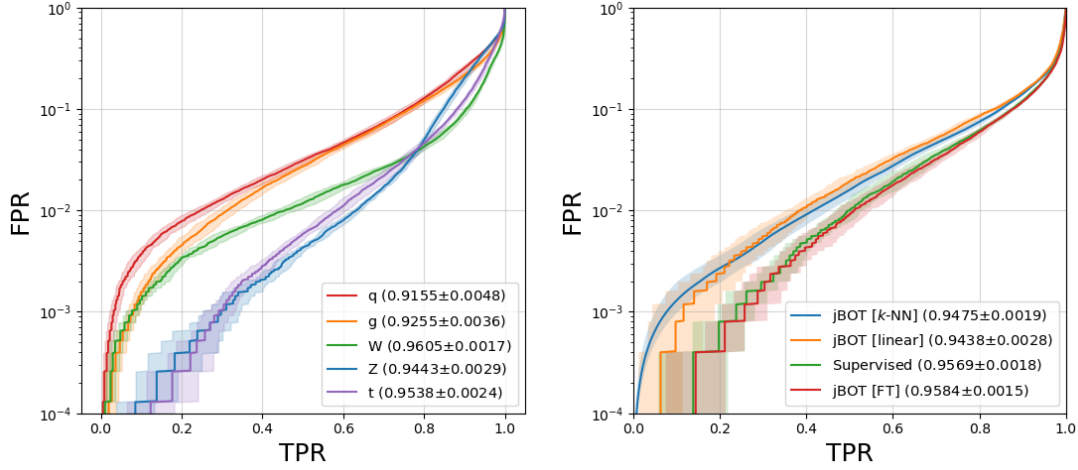 10⁰
10⁻¹
10⁻²
10⁻³
10⁻⁴
FPR
0.0 0.2 0.4 0.6 0.8 1.0
TPR
q (0.9155±0.0048)
g (0.9255±0.0036)
W (0.9605±0.0017)
Z (0.9443±0.0029)
t (0.9538±0.0024)
10⁰
10⁻¹
10⁻²
10⁻³
10⁻⁴
FPR
0.0 0.2 0.4 0.6 0.8 1.0
TPR
jBOT [k-NN] (0.9475±0.0019)
jBOT [linear] (0.9438±0.0028)
Supervised (0.9569±0.0018)
jBOT [FT] (0.9584±0.0015)